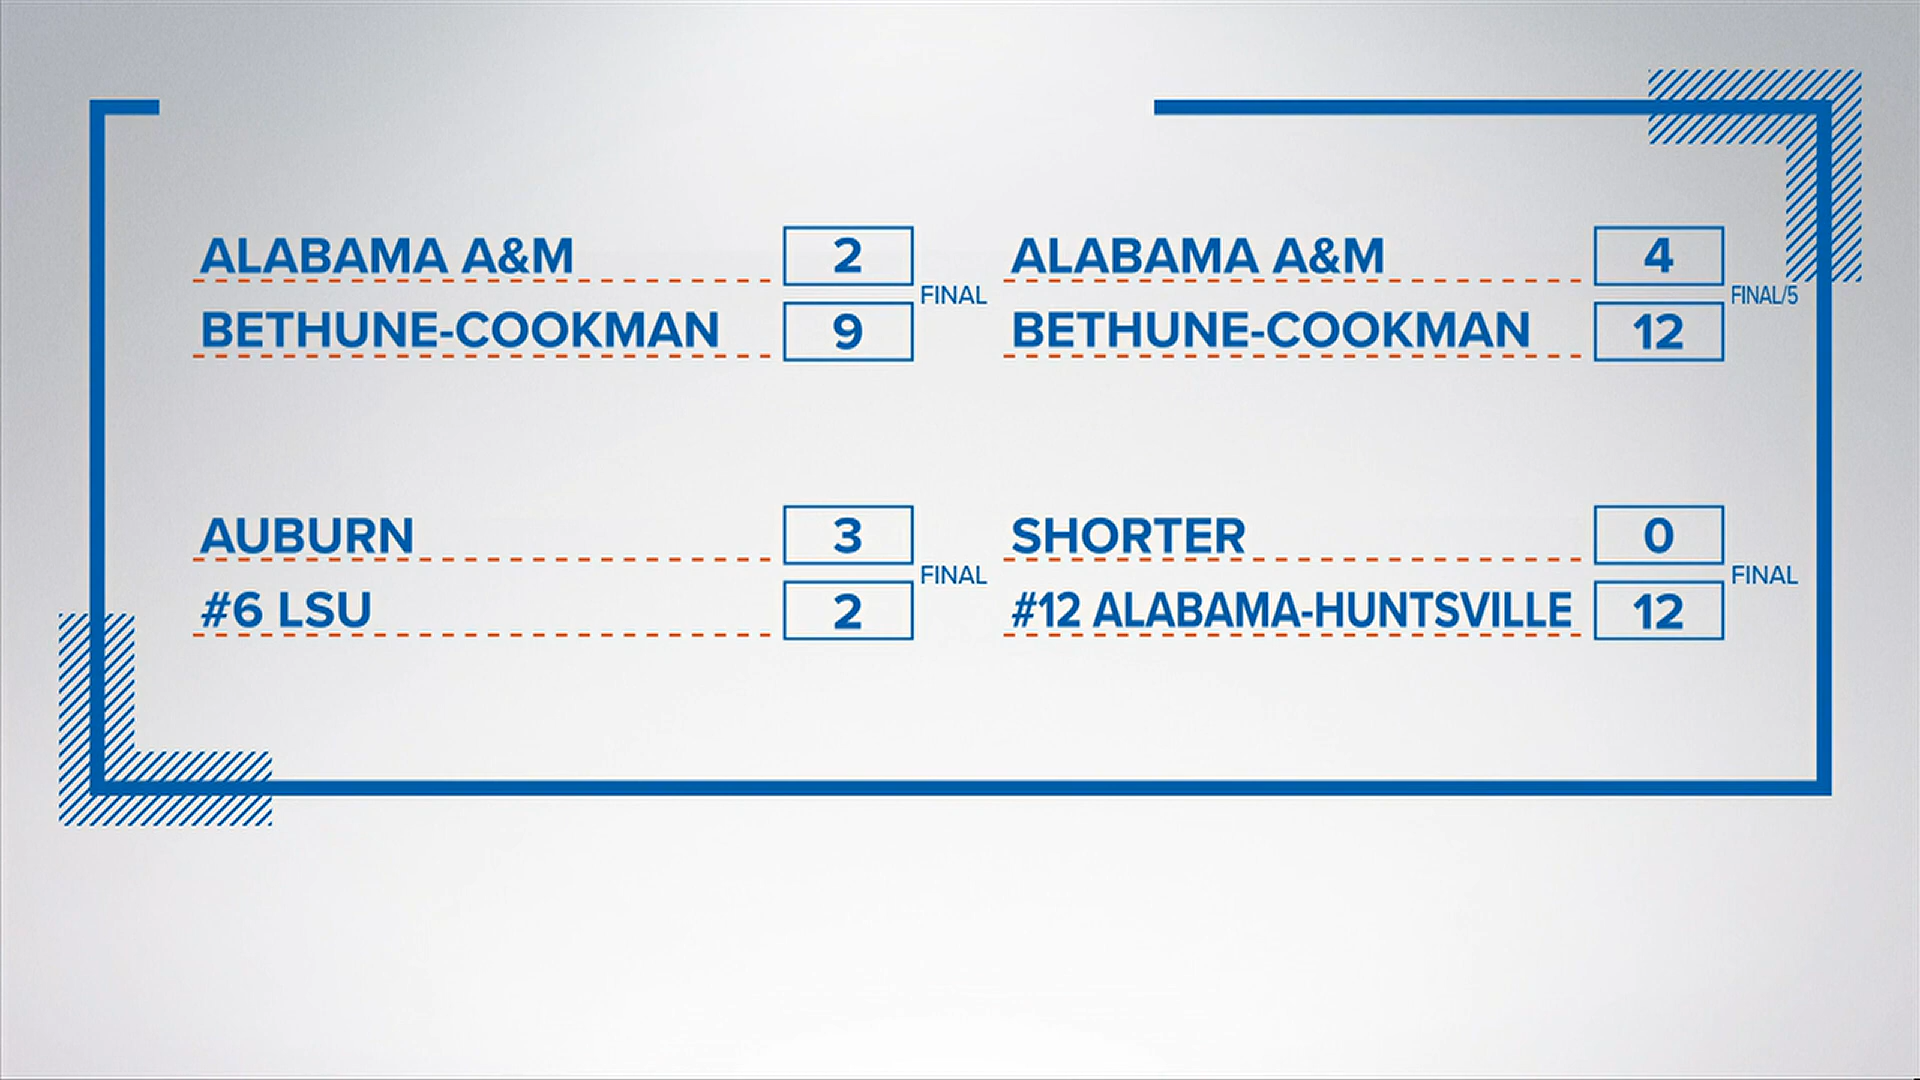 ALABAMA A&M 2
FINAL
BETHUNE-COOKMAN 9
ALABAMA A&M 4
FINAL/5
BETHUNE-COOKMAN 12
AUBURN 3
FINAL
#6 LSU 2
SHORTER 0
FINAL
#12 ALABAMA-HUNTSVILLE 12